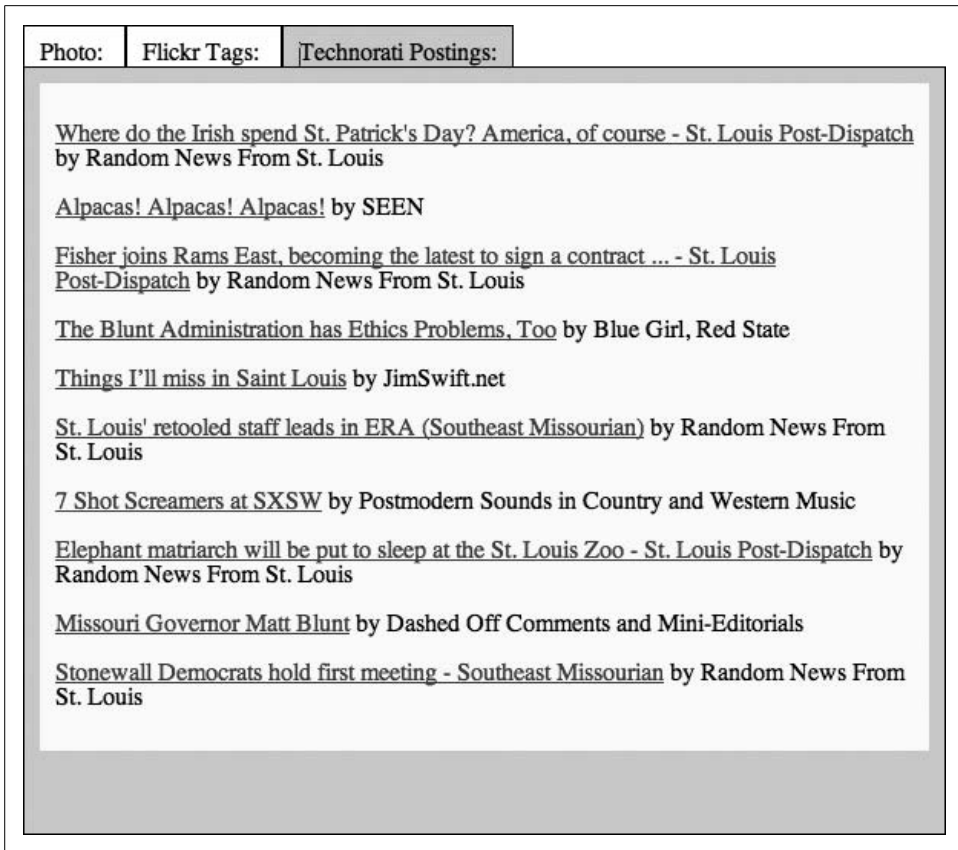 Photo: Flickr Tags: Technorati Postings:
Where do the Irish spend St. Patrick's Day? America, of course - St. Louis Post-Dispatch
by Random News From St. Louis
Alpacas! Alpacas! Alpacas! by SEEN
Fisher joins Rams East, becoming the latest to sign a contract ... - St. Louis
Post-Dispatch by Random News From St. Louis
The Blunt Administration has Ethics Problems, Too by Blue Girl, Red State
Things I’ll miss in Saint Louis by JimSwift.net
St. Louis' retooled staff leads in ERA (Southeast Missourian) by Random News From
St. Louis
7 Shot Screamers at SXSW by Postmodern Sounds in Country and Western Music
Elephant matriarch will be put to sleep at the St. Louis Zoo - St. Louis Post-Dispatch by
Random News From St. Louis
Missouri Governor Matt Blunt by Dashed Off Comments and Mini-Editorials
Stonewall Democrats hold first meeting - Southeast Missourian by Random News From
St. Louis